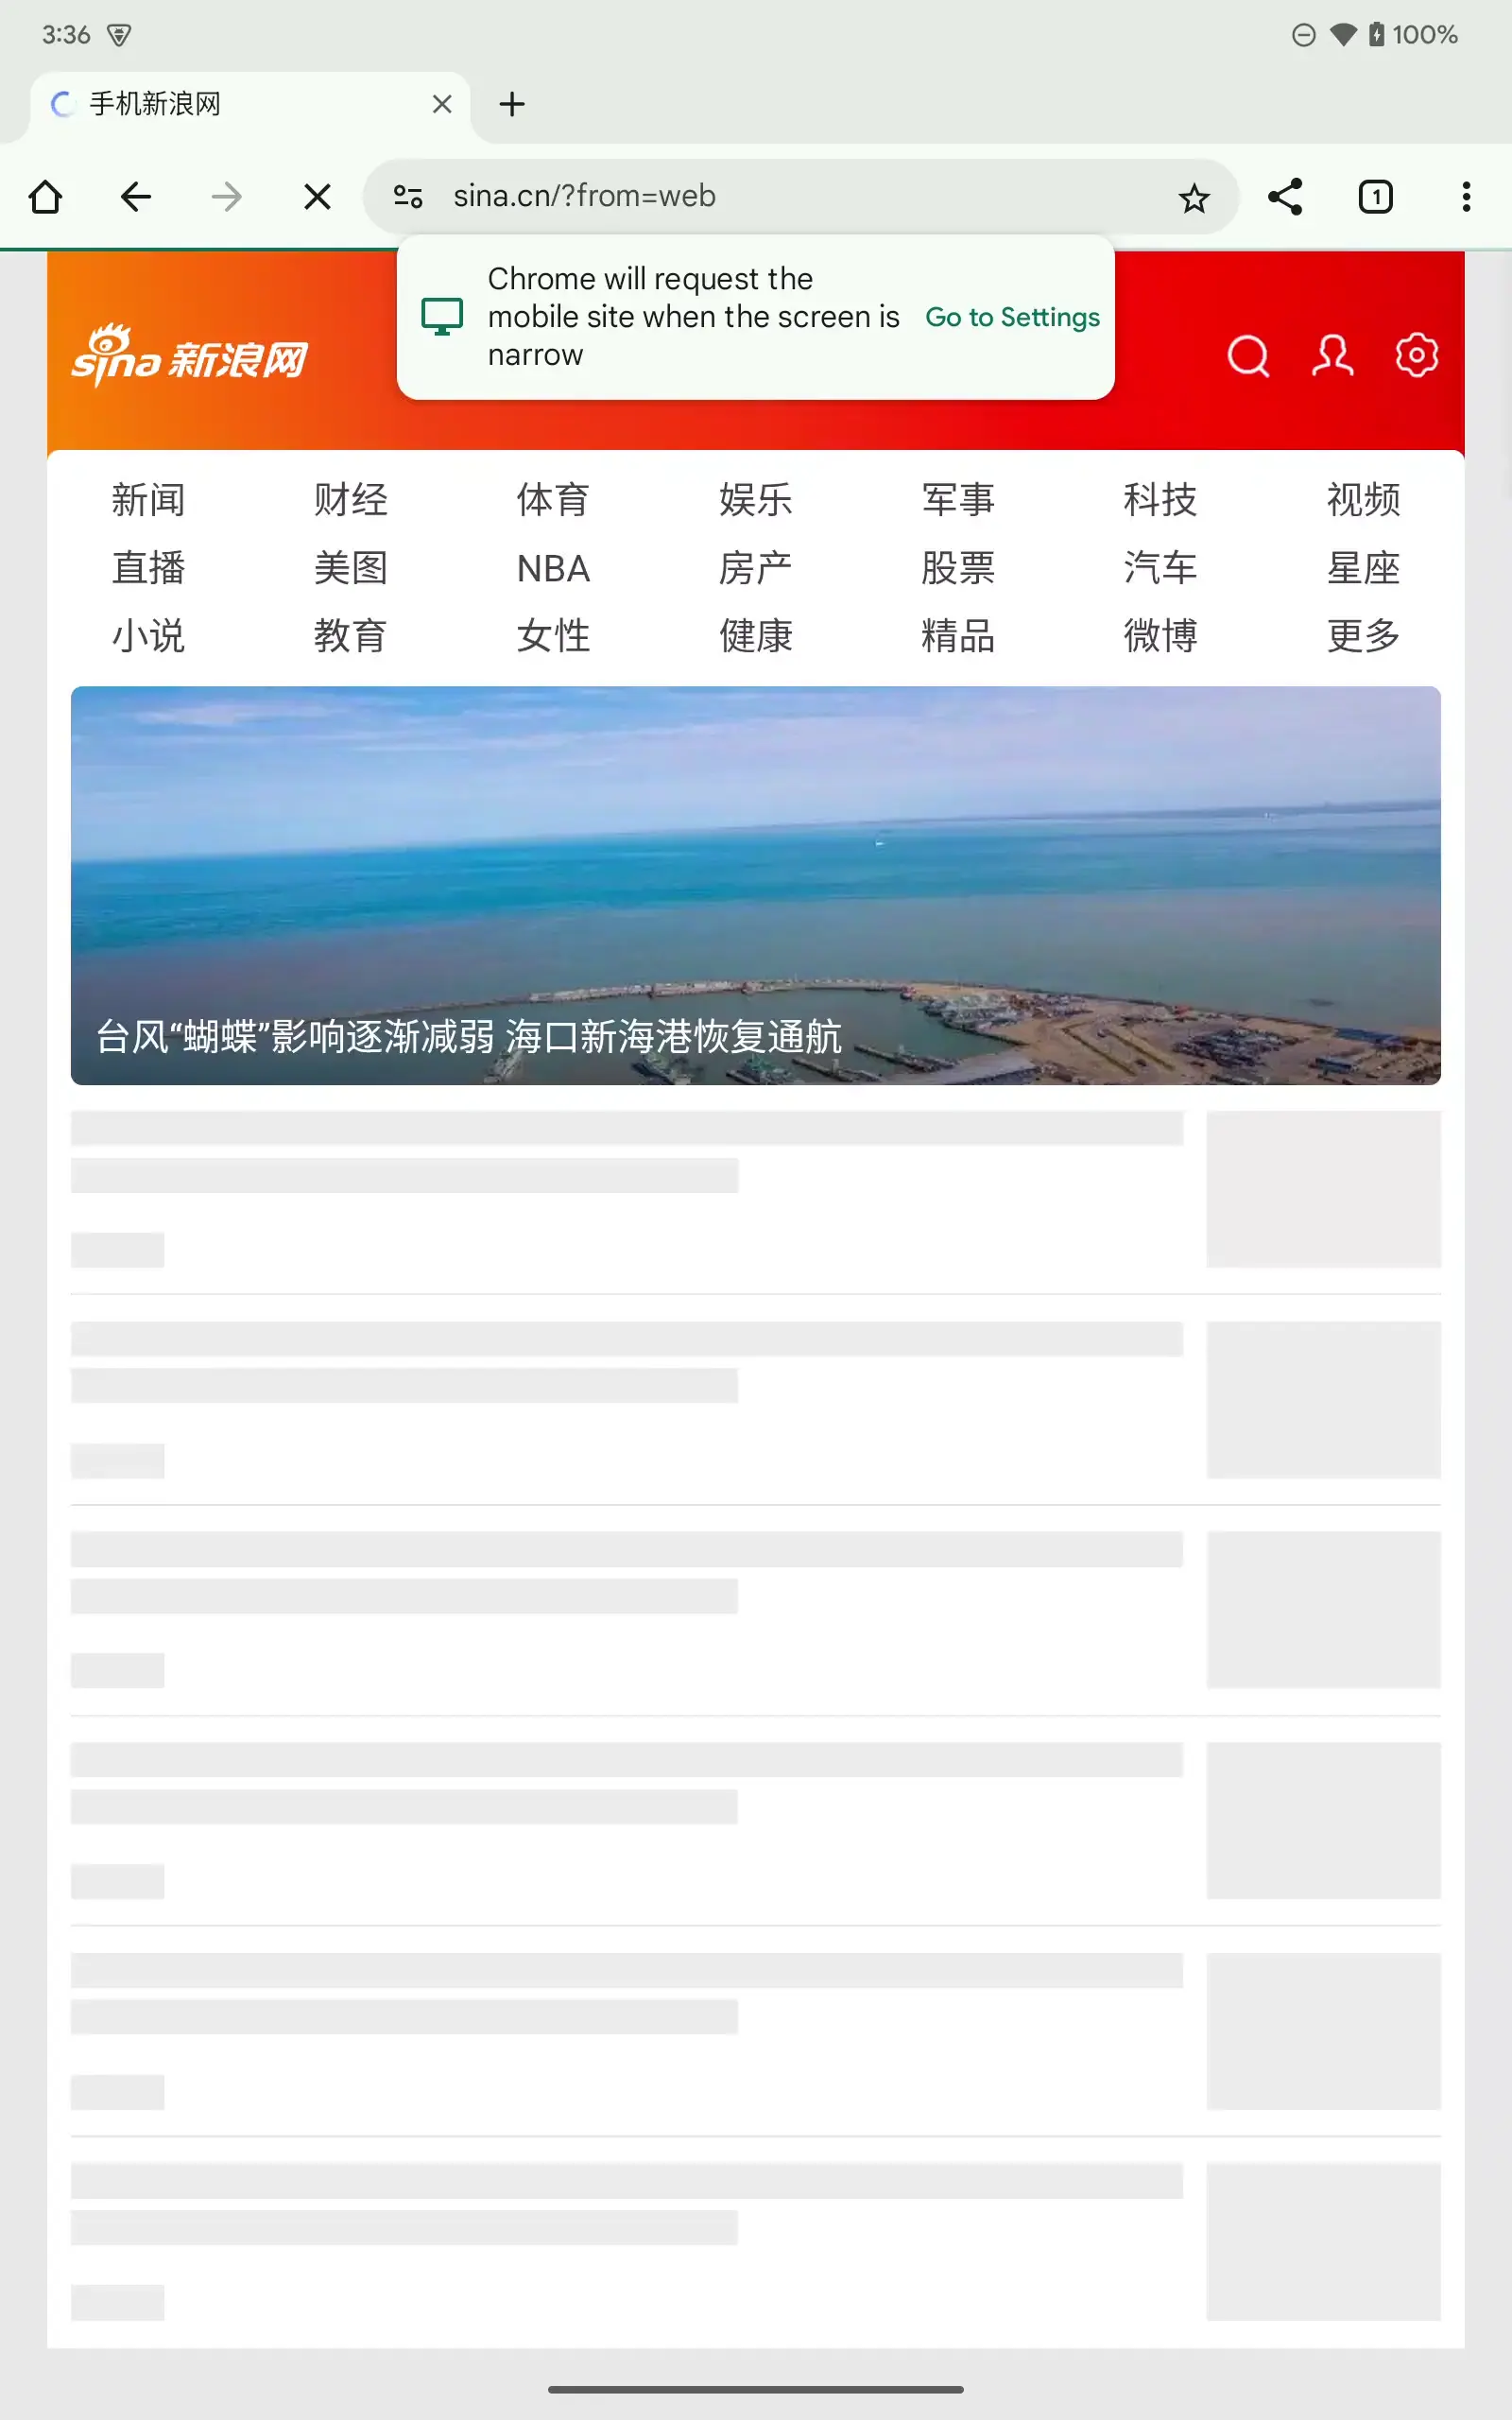 3:36
100%
手机新浪网
sina.cn/?from=web
1
Chrome will request the
mobile site when the screen is
narrow
Go to Settings
sina 新浪网
新闻 财经 体育 娱乐 军事 科技 视频
直播 美图 NBA 房产 股票 汽车 星座
小说 教育 女性 健康 精品 微博 更多
台风“蝴蝶”影响逐渐减弱 海口新海港恢复通航